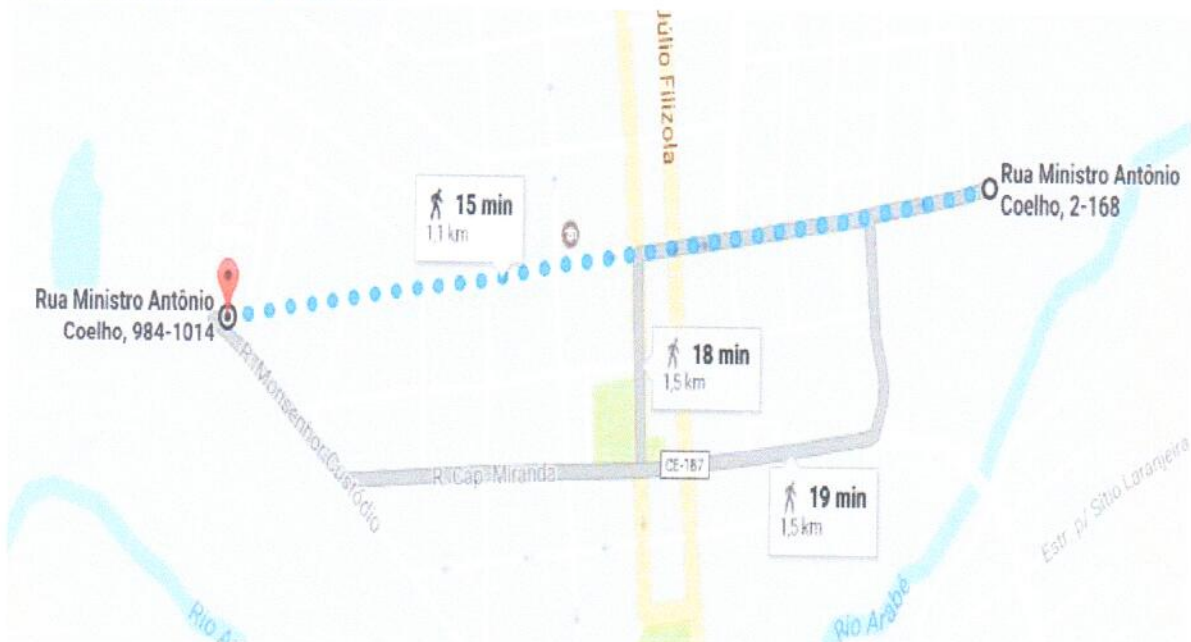 Júlio Filizola
Rua Ministro Antônio
Coelho, 2-168
15 min
1,1 km
Rua Ministro Antônio
Coelho, 984-1014
18 min
1,5 km
R. Monsenhor Custódio
R. Cap. Miranda
CE-187
19 min
1,5 km
Estr. p/ Sítio Laranjeira
Rio Arabé
Rio